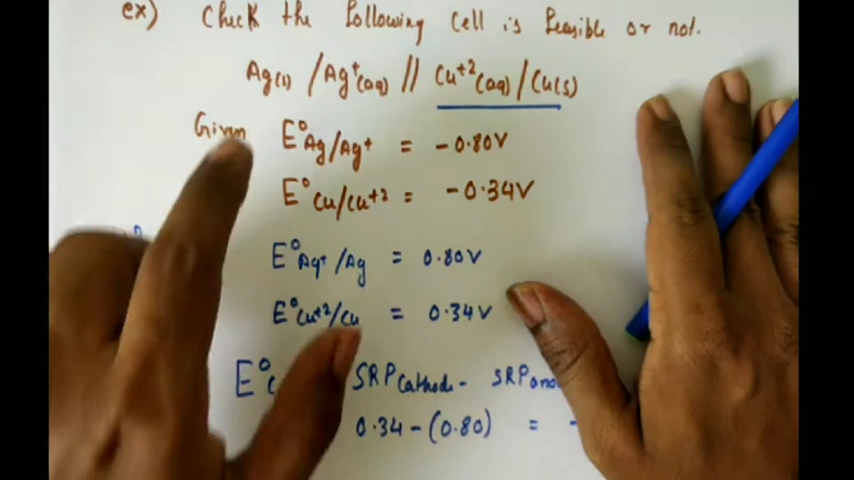 ex) Check the following cell is feasible or not.
Ag(s) / Ag⁺(aq) // Cu⁺²(aq) / Cu(s)
Given E°Ag/Ag⁺ = -0.80V
E°Cu/Cu⁺² = -0.34V
E°Ag⁺/Ag = 0.80V
E°Cu⁺²/Cu = 0.34V
E° SRPCathode - SRP
0.34 - (0.80) = -